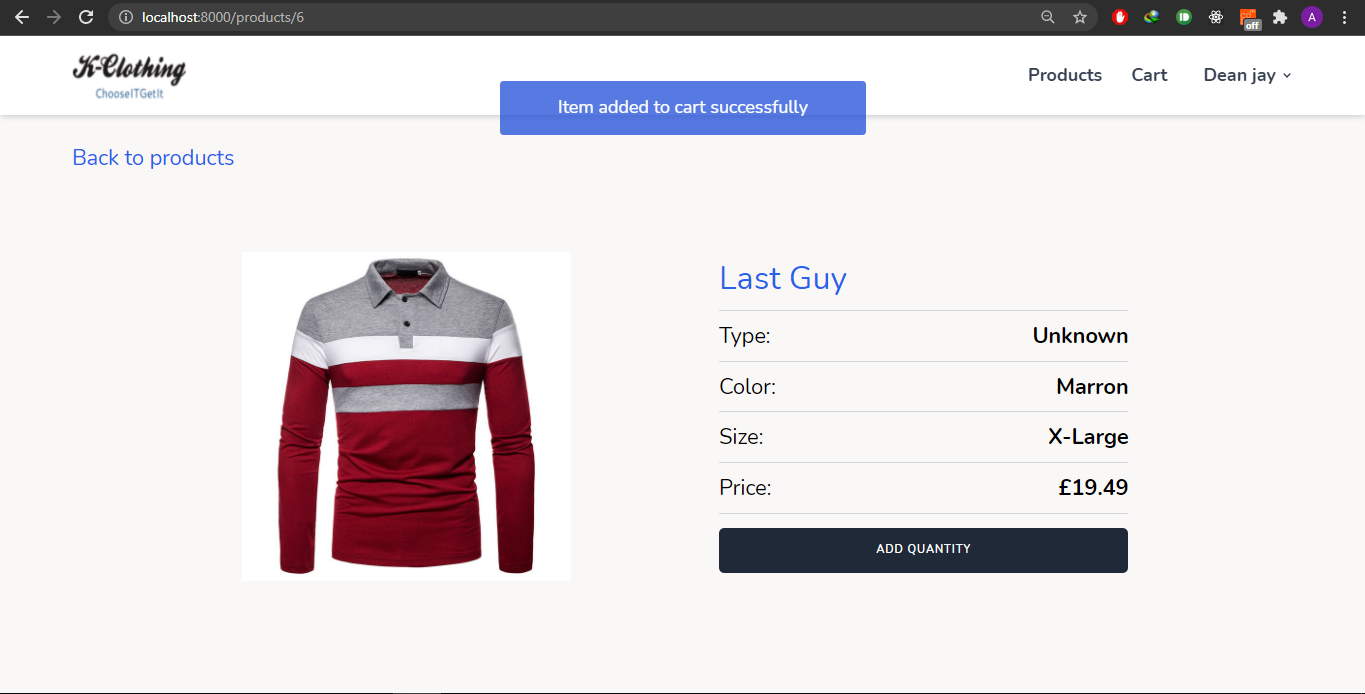 localhost:8000/products/6
off
A
K-Clothing
ChooseITGetIt
Products Cart Dean jay
Item added to cart successfully
Back to products
Last Guy
Type: Unknown
Color: Marron
Size: X-Large
Price: £19.49
ADD QUANTITY